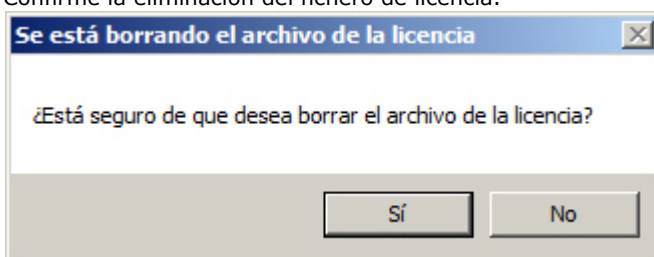 Confirme la eliminación del fichero de licencia.
Se está borrando el archivo de la licencia
¿Está seguro de que desea borrar el archivo de la licencia?
Sí
No